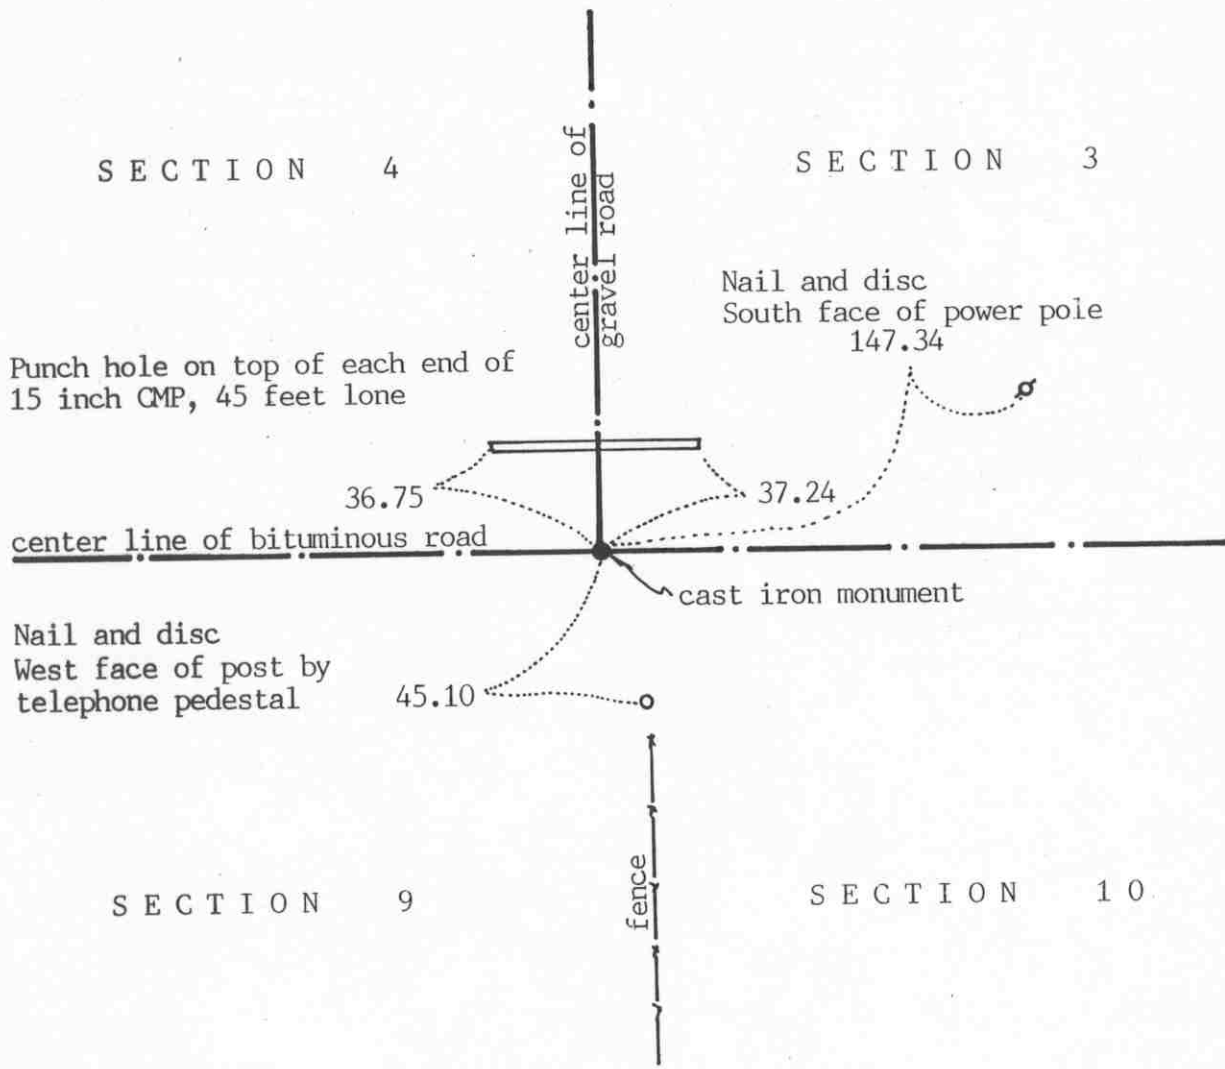 SECTION 4
SECTION 3
center line of
gravel road
Nail and disc
South face of power pole
147.34
Punch hole on top of each end of
15 inch CMP, 45 feet lone
36.75
37.24
center line of bituminous road
cast iron monument
Nail and disc
West face of post by
telephone pedestal
45.10
fence
SECTION 9
SECTION 10